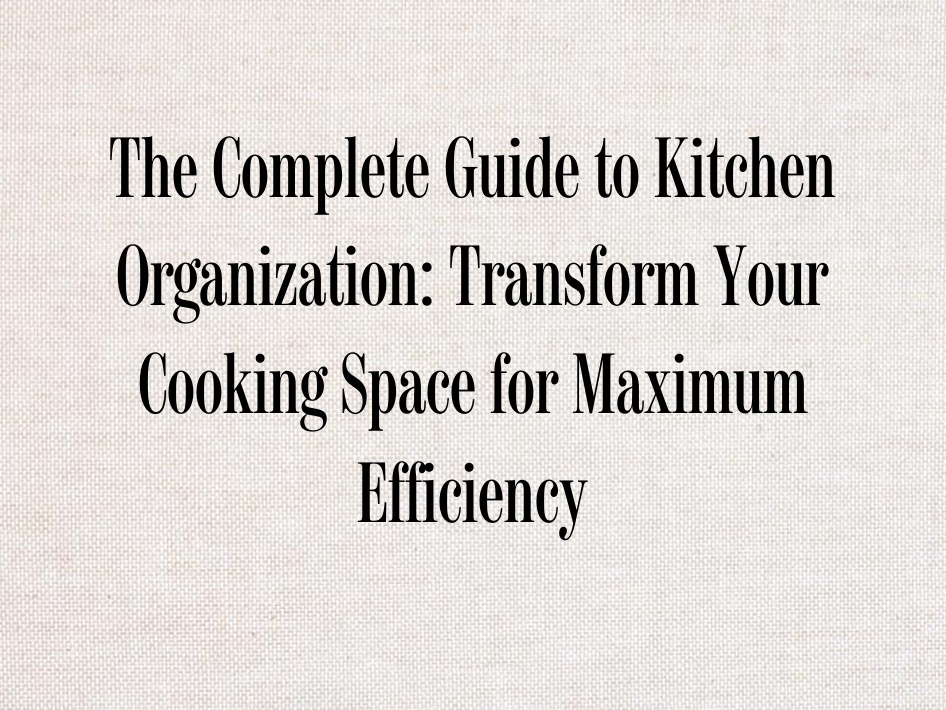 The Complete Guide to Kitchen
Organization: Transform Your
Cooking Space for Maximum
Efficiency